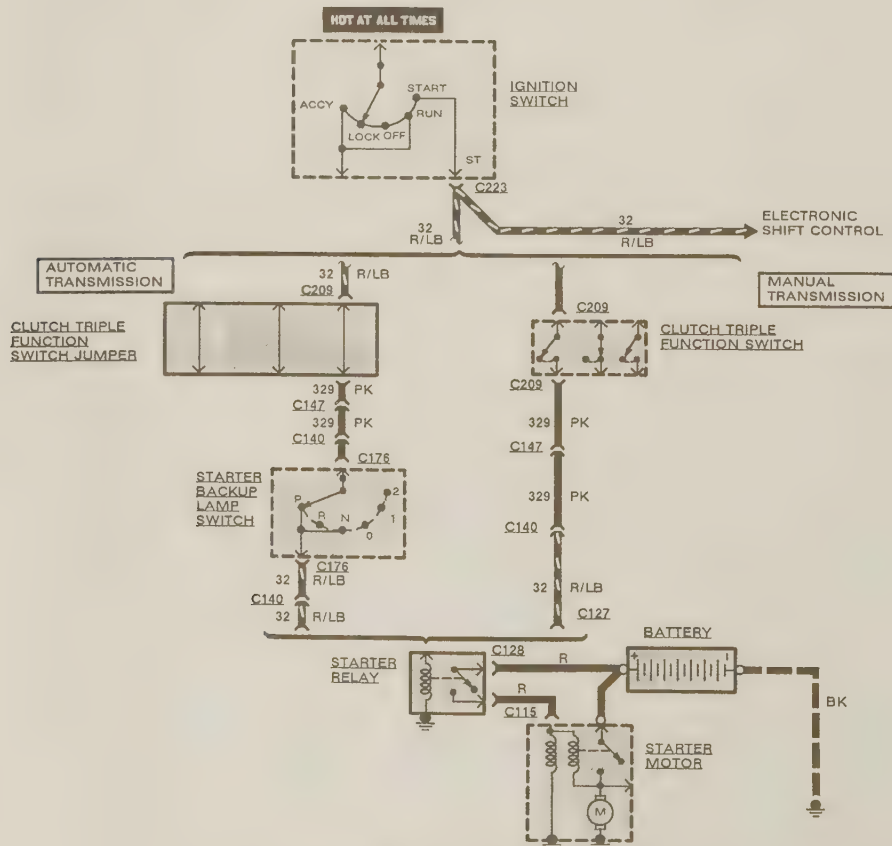 HOT AT ALL TIMES
IGNITION
SWITCH
START
ACCY
RUN
LOCK OFF
ST
C223
32
R/LB
32
R/LB
ELECTRONIC
SHIFT CONTROL
AUTOMATIC
TRANSMISSION
32 R/LB
C209
C209
MANUAL
TRANSMISSION
CLUTCH TRIPLE
FUNCTION
SWITCH JUMPER
CLUTCH TRIPLE
FUNCTION SWITCH
C209
329 PK
C147
329 PK
C140
C176
329 PK
C147
329 PK
C140
STARTER
BACKUP
LAMP
SWITCH
P
R
N
0
1
2
C176
32 R/LB
C140
32 R/LB
32 R/LB
C127
BATTERY
+
-
STARTER
RELAY
C128
R
R
C115
BK
STARTER
MOTOR
M